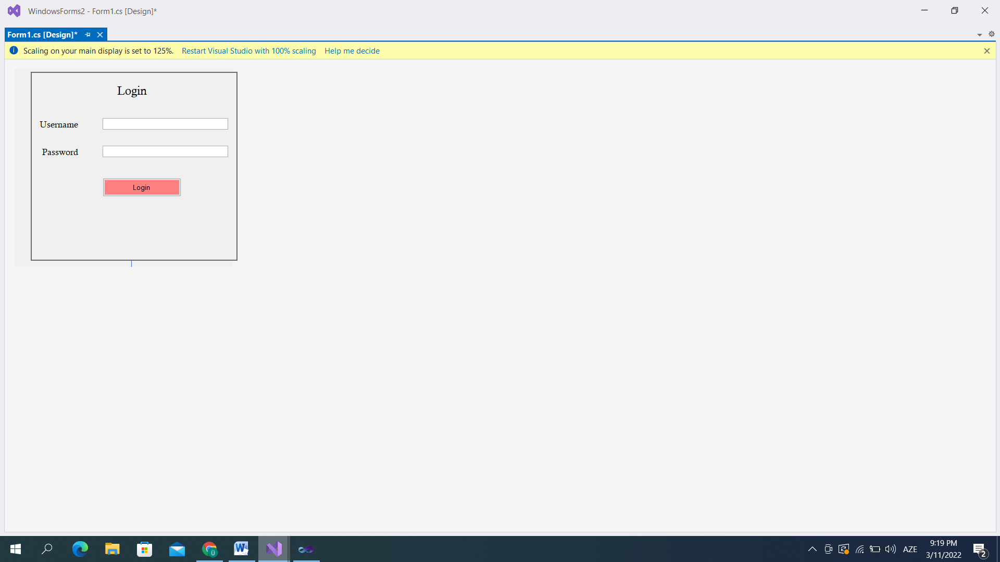 WindowsForms2 - Form1.cs [Design]*
Form1.cs [Design]*
Scaling on your main display is set to 125%. Restart Visual Studio with 100% scaling Help me decide
Login
Username
Password
Login
AZE
9:19 PM
3/11/2022
2